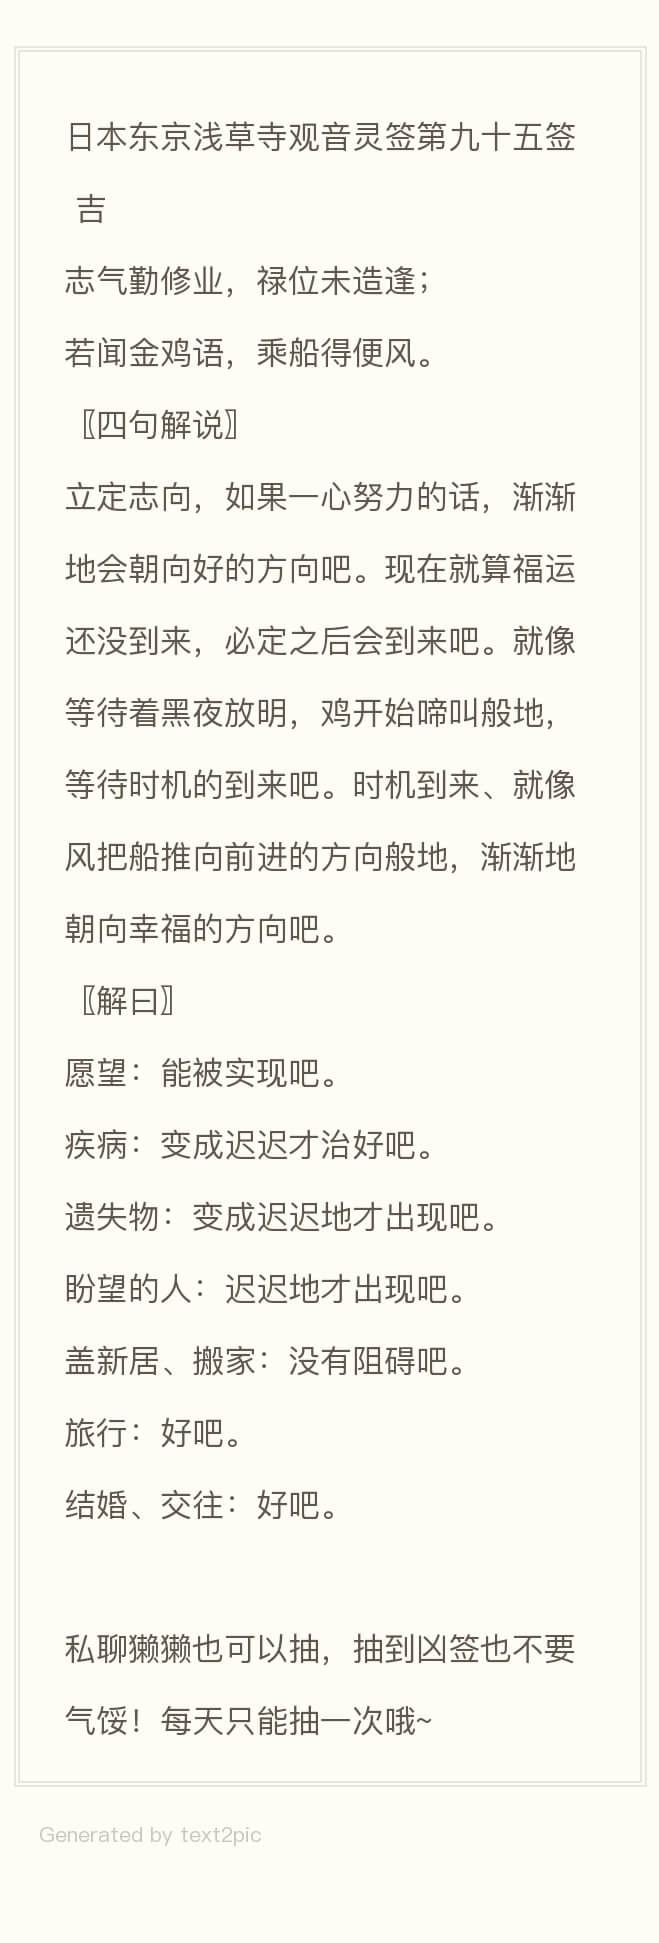 日本东京浅草寺观音灵签第九十五签
吉
志气勤修业，禄位未造逢；
若闻金鸡语，乘船得便风。
〖四句解说〗
立定志向，如果一心努力的话，渐渐
地会朝向好的方向吧。现在就算福运
还没到来，必定之后会到来吧。就像
等待着黑夜放明，鸡开始啼叫般地，
等待时机的到来吧。时机到来、就像
风把船推向前进的方向般地，渐渐地
朝向幸福的方向吧。
〖解曰〗
愿望：能被实现吧。
疾病：变成迟迟才治好吧。
遗失物：变成迟迟地才出现吧。
盼望的人：迟迟地才出现吧。
盖新居、搬家：没有阻碍吧。
旅行：好吧。
结婚、交往：好吧。
私聊獭獭也可以抽，抽到凶签也不要
气馁！每天只能抽一次哦~
Generated by text2pic